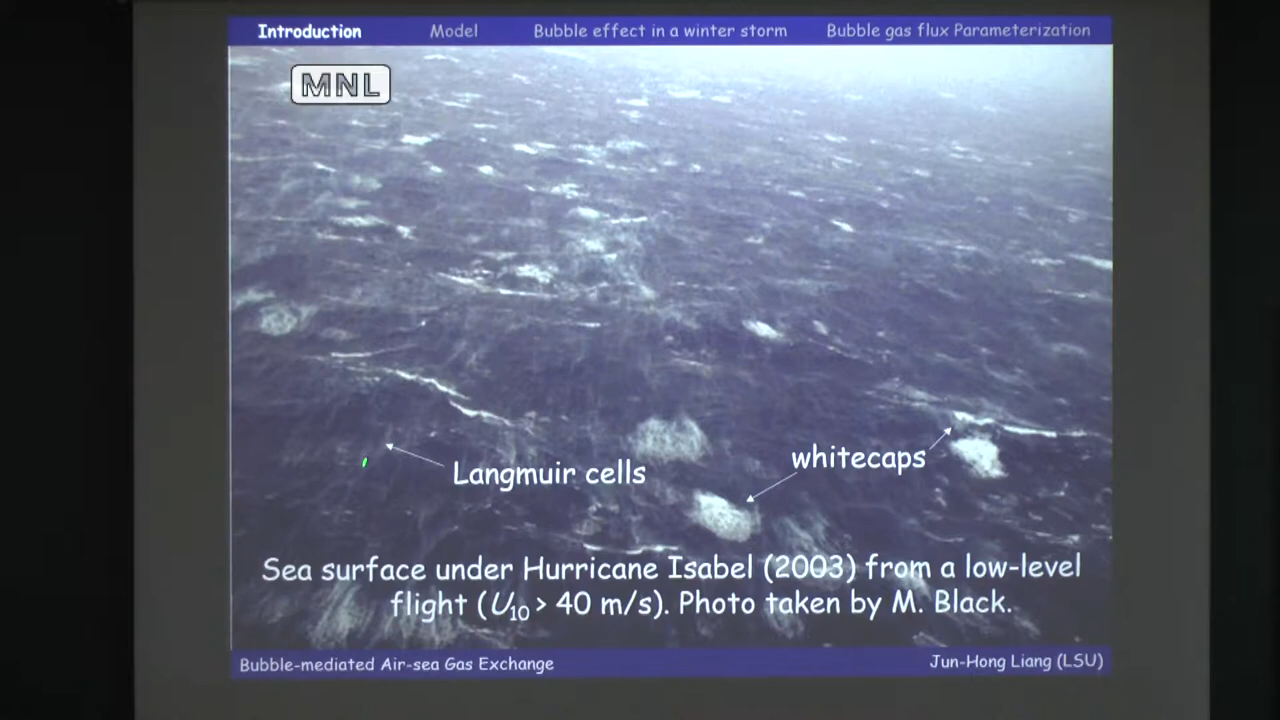 Introduction Model Bubble effect in a winter storm Bubble gas flux Parameterization
MNL
Langmuir cells
whitecaps
Sea surface under Hurricane Isabel (2003) from a low-level
flight (U10 > 40 m/s). Photo taken by M. Black.
Bubble-mediated Air-sea Gas Exchange Jun-Hong Liang (LSU)